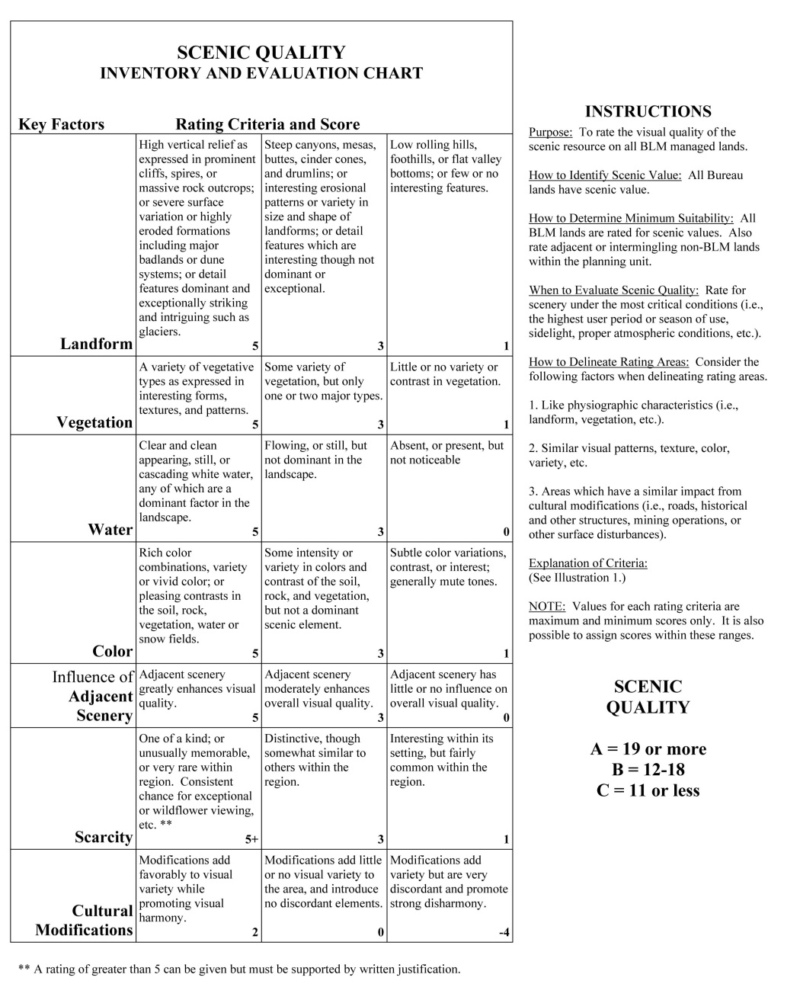 SCENIC QUALITY
INVENTORY AND EVALUATION CHART
Key Factors
Rating Criteria and Score
High vertical relief as
expressed in prominent
cliffs, spires, or
massive rock outcrops;
or severe surface
variation or highly
eroded formations
including major
badlands or dune
systems; or detail
features dominant and
exceptionally striking
and intriguing such as
glaciers.
5
Steep canyons, mesas,
buttes, cinder cones,
and drumlins; or
interesting erosional
patterns or variety in
size and shape of
landforms; or detail
features which are
interesting though not
dominant or
exceptional.
3
Low rolling hills,
foothills, or flat valley
bottoms; or few or no
interesting features.
1
Landform
A variety of vegetative
types as expressed in
interesting forms,
textures, and patterns.
5
Some variety of
vegetation, but only
one or two major types.
3
Little or no variety or
contrast in vegetation.
1
Vegetation
Clear and clean
appearing, still, or
cascading white water,
any of which are a
dominant factor in the
landscape.
5
Flowing, or still, but
not dominant in the
landscape.
3
Absent, or present, but
not noticeable
0
Water
Rich color
combinations, variety
or vivid color; or
pleasing contrasts in
the soil, rock,
vegetation, water or
snow fields.
5
Some intensity or
variety in colors and
contrast of the soil,
rock, and vegetation,
but not a dominant
scenic element.
3
Subtle color variations,
contrast, or interest;
generally mute tones.
1
Color
Influence of
Adjacent
Scenery
Adjacent scenery
greatly enhances visual
quality.
5
Adjacent scenery
moderately enhances
overall visual quality.
3
Adjacent scenery has
little or no influence on
overall visual quality.
0
One of a kind; or
unusually memorable,
or very rare within
region.  Consistent
chance for exceptional
or wildflower viewing,
etc. **
5+
Distinctive, though
somewhat similar to
others within the
region.
3
Interesting within its
setting, but fairly
common within the
region.
1
Scarcity
Modifications add
favorably to visual
variety while
promoting visual
harmony.
2
Modifications add little
or no visual variety to
the area, and introduce
no discordant elements.
0
Modifications add
variety but are very
discordant and promote
strong disharmony.
-4
Cultural
Modifications
** A rating of greater than 5 can be given but must be supported by written justification.
INSTRUCTIONS
Purpose:  To rate the visual quality of the
scenic resource on all BLM managed lands.
How to Identify Scenic Value:  All Bureau
lands have scenic value.
How to Determine Minimum Suitability:  All
BLM lands are rated for scenic values.  Also
rate adjacent or intermingling non-BLM lands
within the planning unit.
When to Evaluate Scenic Quality:  Rate for
scenery under the most critical conditions (i.e.,
the highest user period or season of use,
sidelight, proper atmospheric conditions, etc.).
How to Delineate Rating Areas:  Consider the
following factors when delineating rating areas.
1. Like physiographic characteristics (i.e.,
landform, vegetation, etc.).
2. Similar visual patterns, texture, color,
variety, etc.
3. Areas which have a similar impact from
cultural modifications (i.e., roads, historical
and other structures, mining operations, or
other surface disturbances).
Explanation of Criteria:
(See Illustration 1.)
NOTE:  Values for each rating criteria are
maximum and minimum scores only.  It is also
possible to assign scores within these ranges.
SCENIC
QUALITY
A = 19 or more
B = 12-18
C = 11 or less